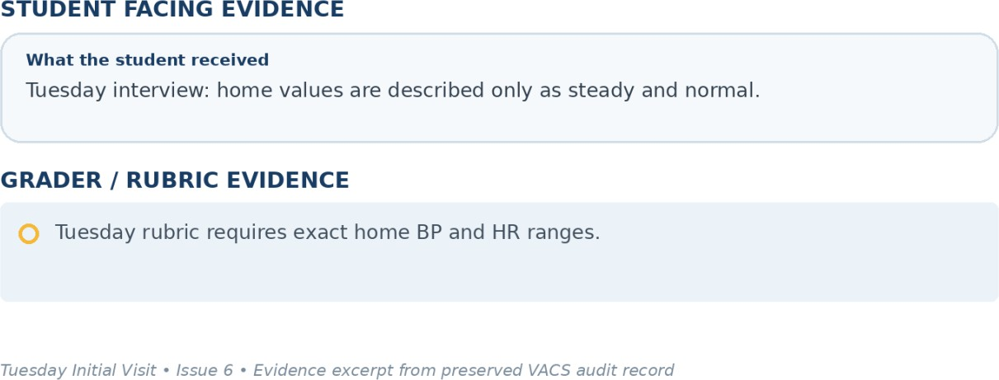 STUDENT FACING EVIDENCE
What the student received
Tuesday interview: home values are described only as steady and normal.
GRADER / RUBRIC EVIDENCE
Tuesday rubric requires exact home BP and HR ranges.
Tuesday Initial Visit • Issue 6 • Evidence excerpt from preserved VACS audit record